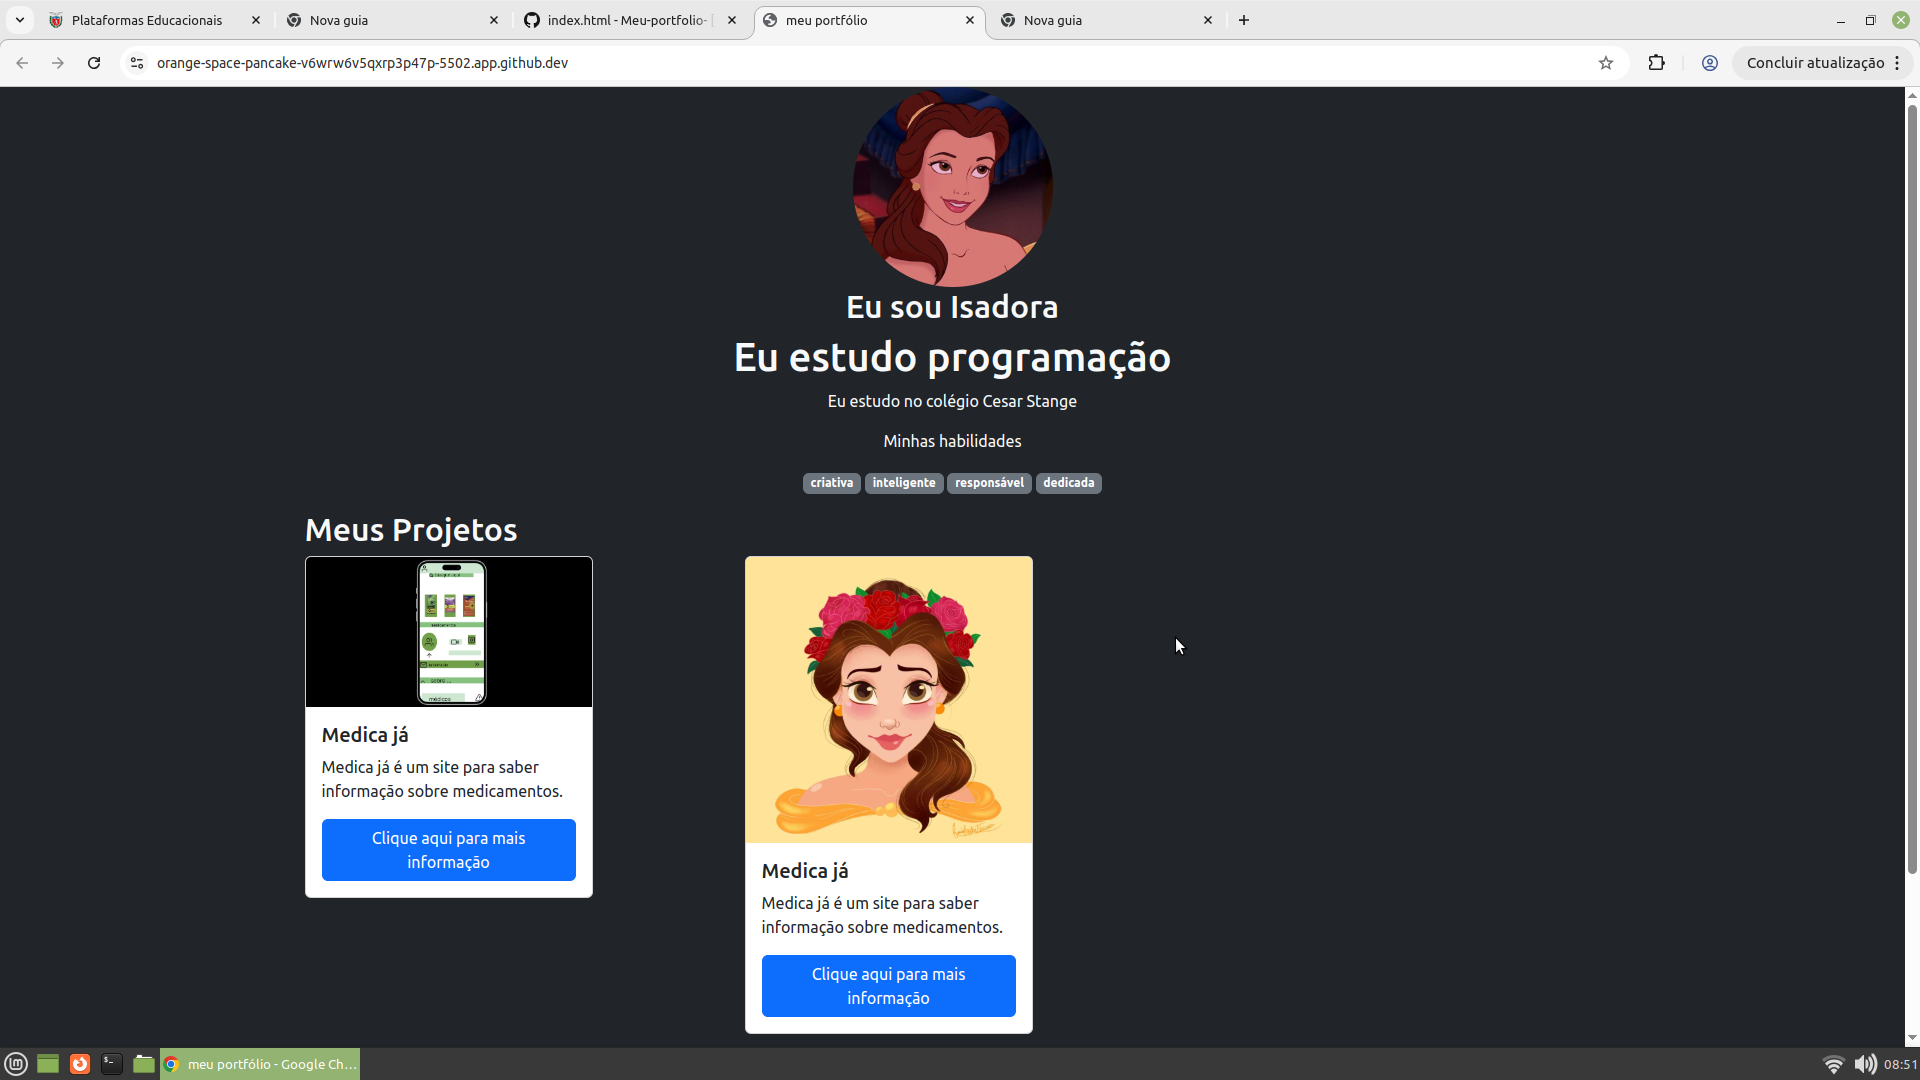 Plataformas Educacionais
Nova guia
index.html - Meu-portfolio-
meu portfólio
Nova guia
orange-space-pancake-v6wrw6v5qxrp3p47p-5502.app.github.dev
Concluir atualização
Eu sou Isadora
Eu estudo programação
Eu estudo no colégio Cesar Stange
Minhas habilidades
criativa inteligente responsável dedicada
Meus Projetos
Medica já
Medica já é um site para saber
informação sobre medicamentos.
Clique aqui para mais
informação
Medica já
Medica já é um site para saber
informação sobre medicamentos.
Clique aqui para mais
informação
meu portfólio - Google Ch...
08:51